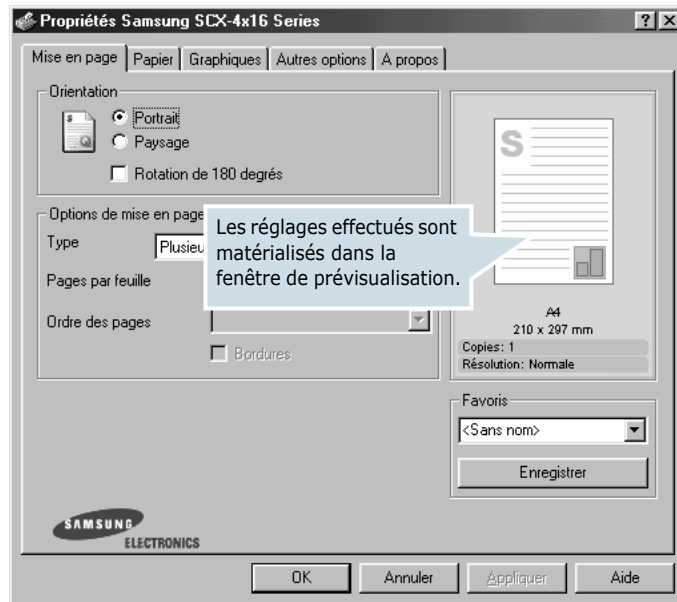 Propriétés Samsung SCX-4x16 Series
Mise en page
Papier
Graphiques
Autres options
A propos
Orientation
Portrait
Paysage
Rotation de 180 degrés
Options de mise en page
Type
Pages par feuille
Ordre des pages
Bordures
Les réglages effectués sont
matérialisés dans la
fenêtre de prévisualisation.
S
A4
210 x 297 mm
Copies: 1
Résolution: Normale
Favoris
<Sans nom>
Enregistrer
SAMSUNG
ELECTRONICS
OK
Annuler
Appliquer
Aide